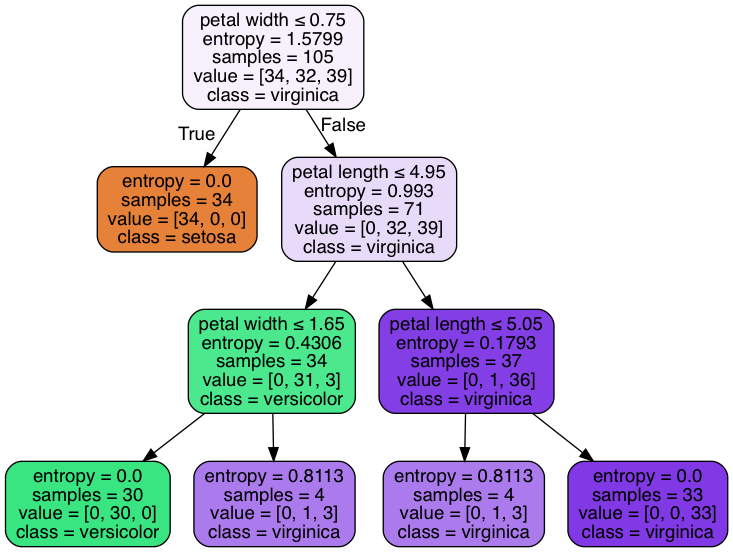 petal width ≤ 0.75
entropy = 1.5799
samples = 105
value = [34, 32, 39]
class = virginica
True
False
entropy = 0.0
samples = 34
value = [34, 0, 0]
class = setosa
petal length ≤ 4.95
entropy = 0.993
samples = 71
value = [0, 32, 39]
class = virginica
petal width ≤ 1.65
entropy = 0.4306
samples = 34
value = [0, 31, 3]
class = versicolor
petal length ≤ 5.05
entropy = 0.1793
samples = 37
value = [0, 1, 36]
class = virginica
entropy = 0.0
samples = 30
value = [0, 30, 0]
class = versicolor
entropy = 0.8113
samples = 4
value = [0, 1, 3]
class = virginica
entropy = 0.8113
samples = 4
value = [0, 1, 3]
class = virginica
entropy = 0.0
samples = 33
value = [0, 0, 33]
class = virginica